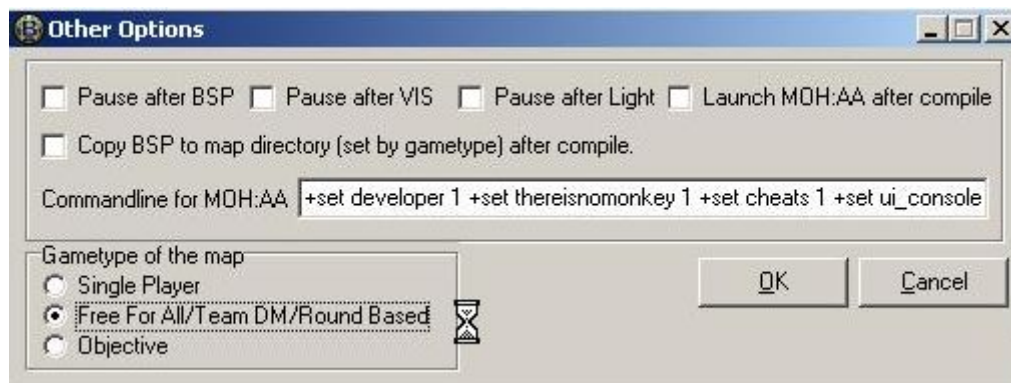 Other Options
Pause after BSP Pause after VIS Pause after Light Launch MOH:AA after compile
Copy BSP to map directory (set by gametype) after compile.
Commandline for MOH:AA +set developer 1 +set thereisnomonkey 1 +set cheats 1 +set ui_console
Gametype of the map
Single Player
OK Cancel
Free For All/Team DM/Round Based
Objective